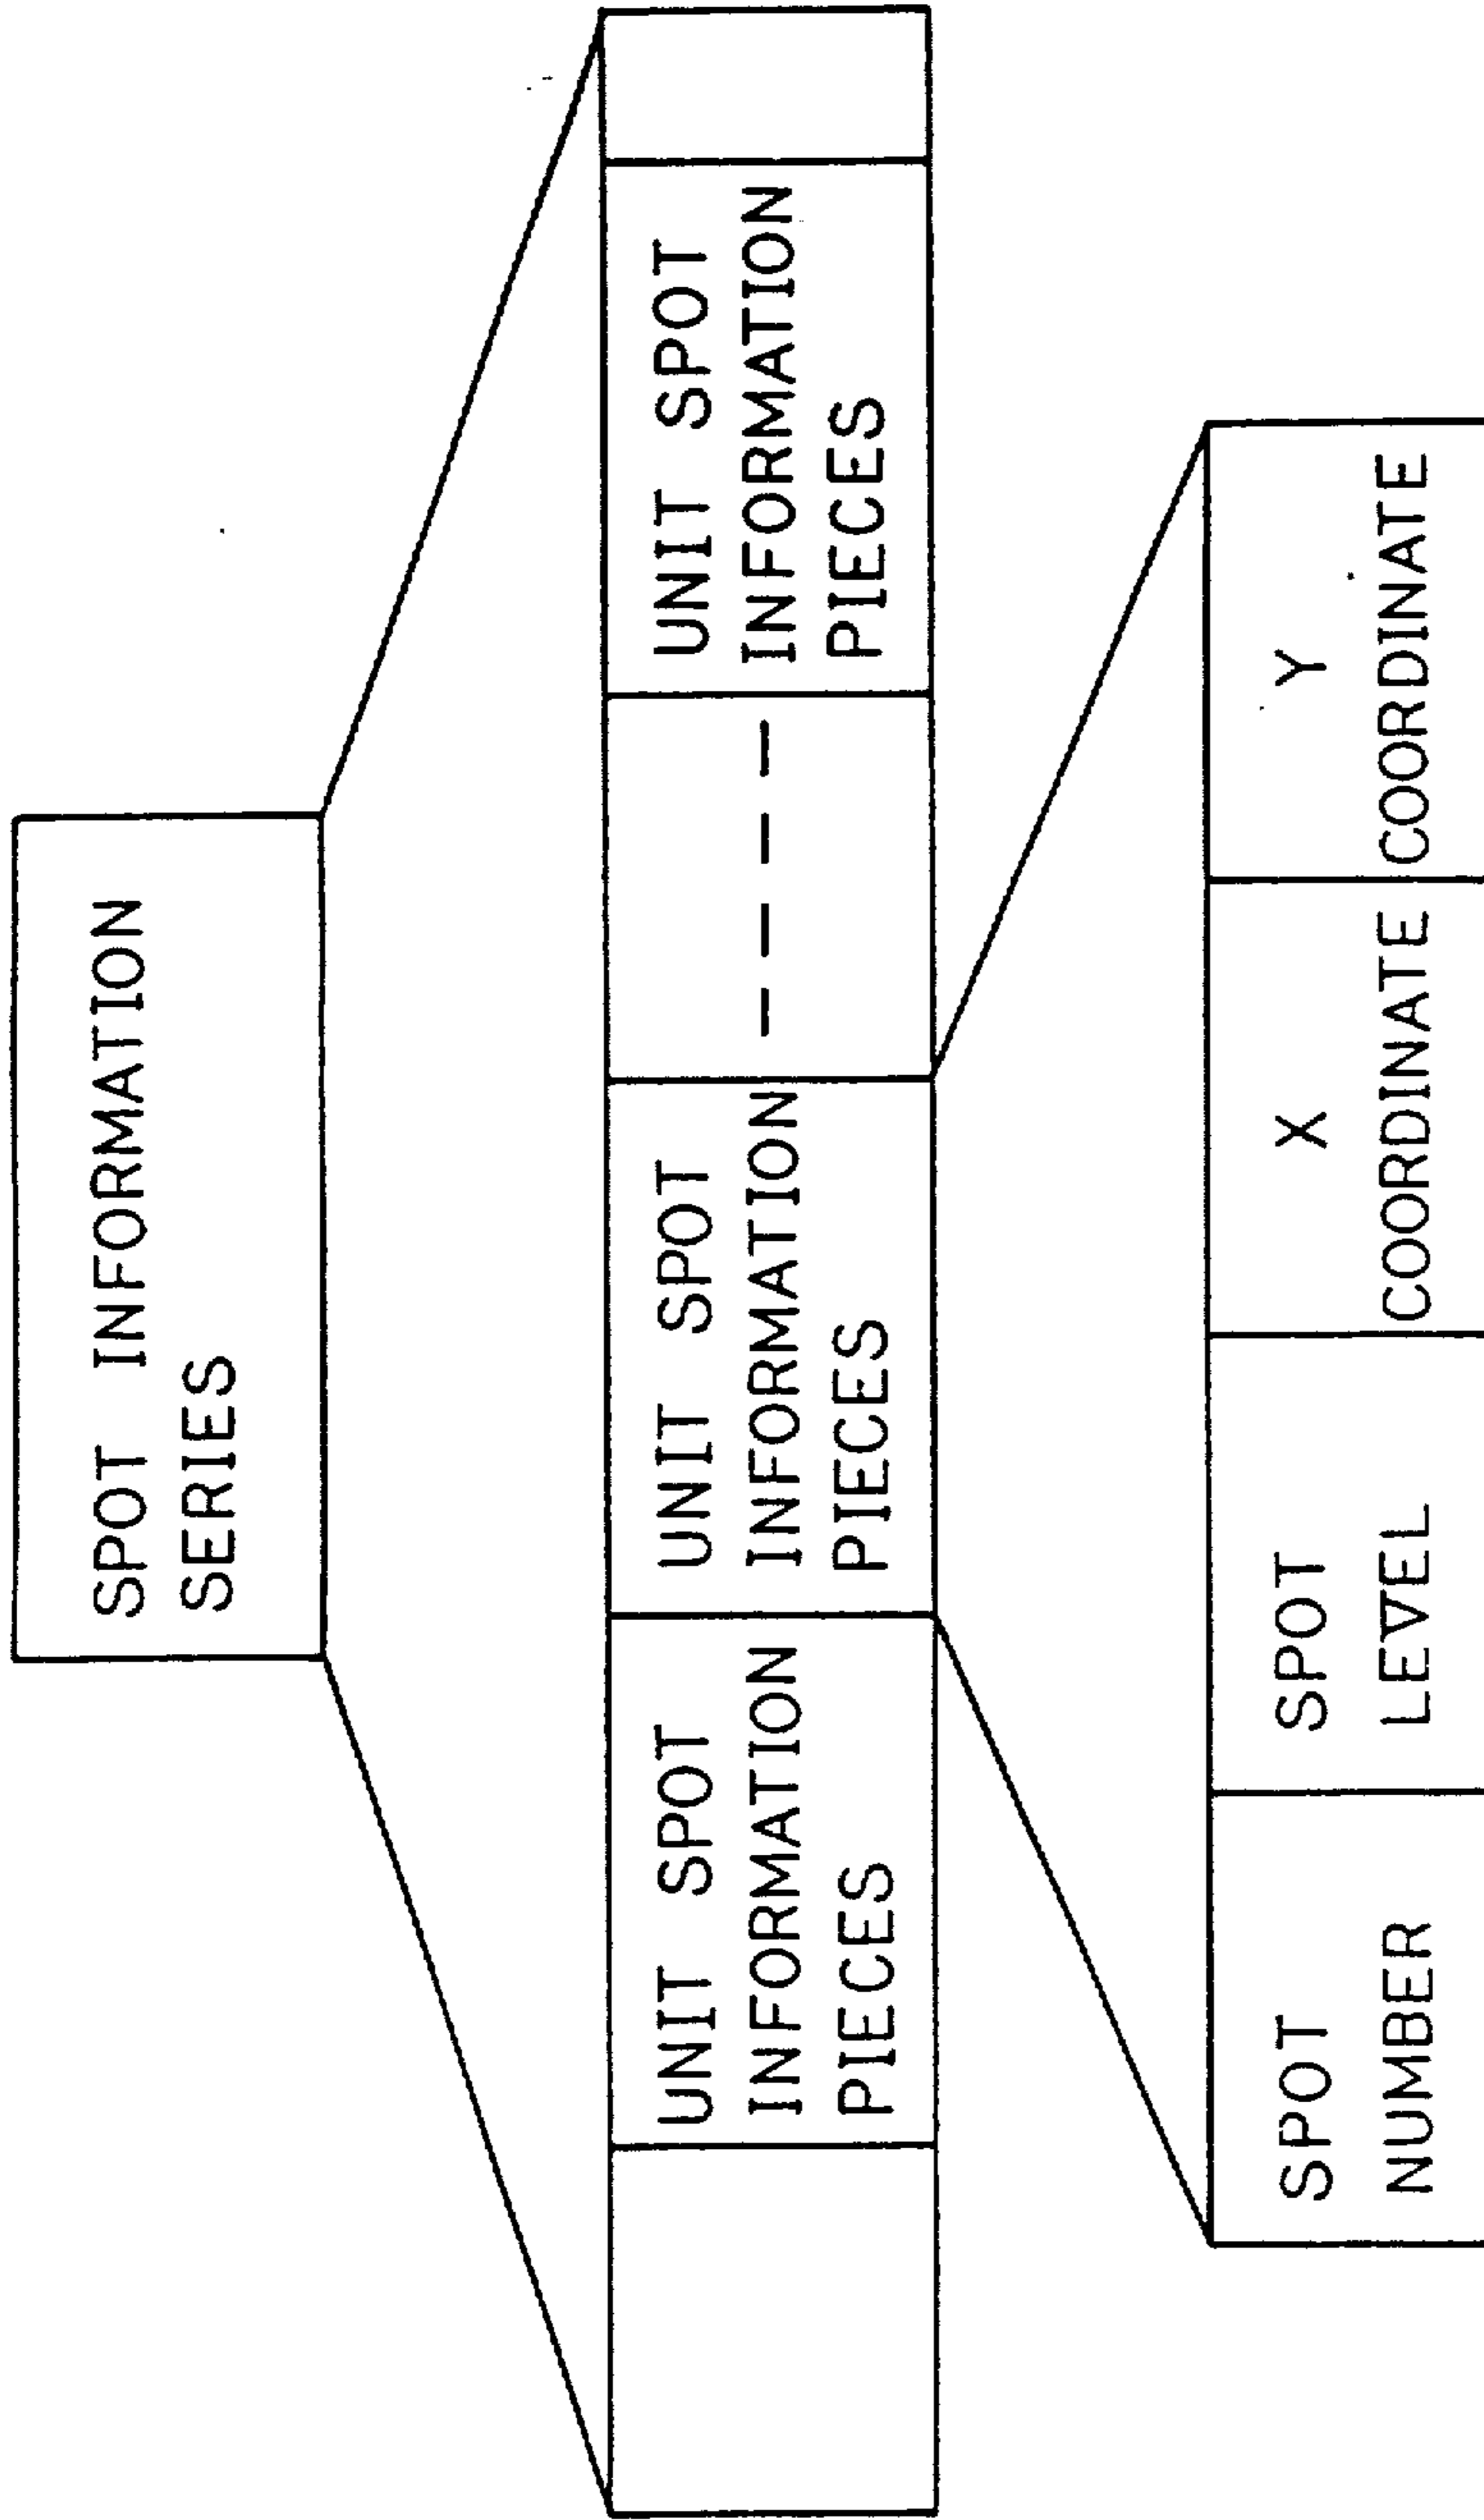 SPOT INFORMATION
SERIES
UNIT SPOT
INFORMATION
PIECES
UNIT SPOT
INFORMATION
PIECES
– – – –
UNIT SPOT
INFORMATION
PIECES
SPOT
NUMBER
SPOT
LEVEL
X
COORDINATE
Y
COORDINATE